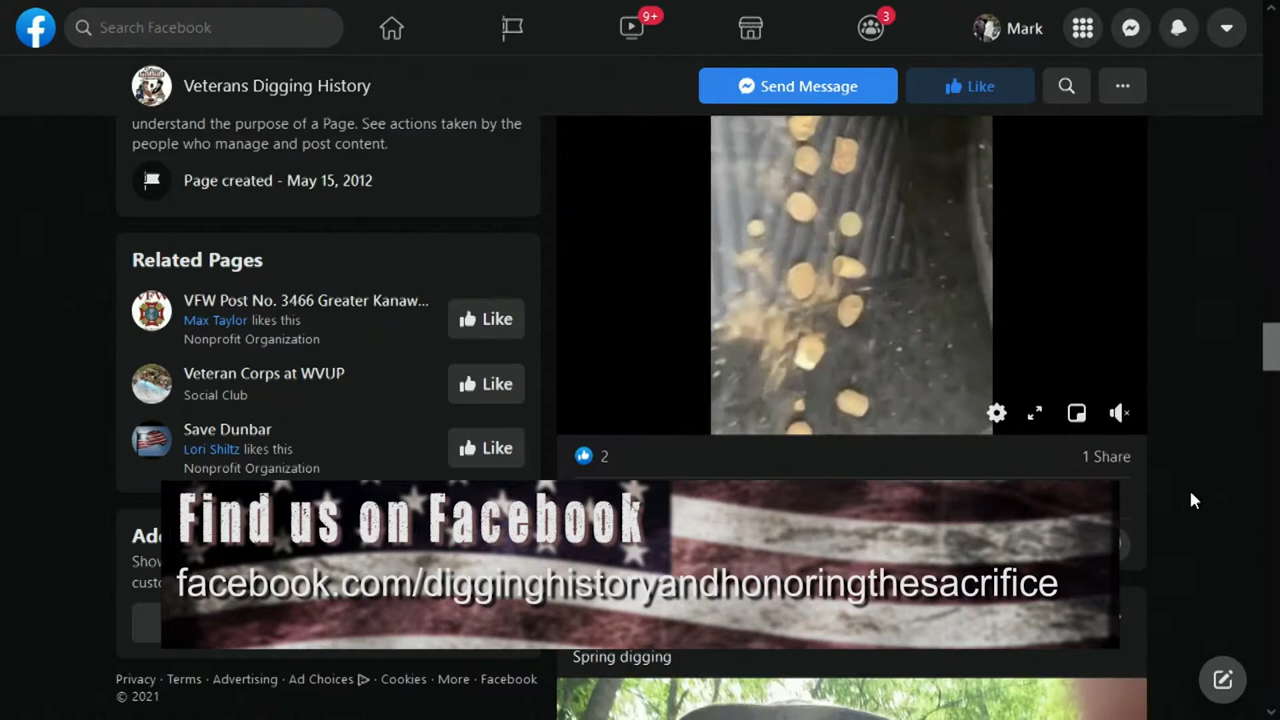 Search Facebook
9+
3
Mark
Veterans Digging History
Send Message
Like
understand the purpose of a Page. See actions taken by the
people who manage and post content.
Page created - May 15, 2012
Related Pages
VFW Post No. 3466 Greater Kanaw...
Max Taylor likes this
Nonprofit Organization
Like
Veteran Corps at WVUP
Social Club
Like
Save Dunbar
Lori Shiltz likes this
Nonprofit Organization
Like
2
1 Share
Find us on Facebook
facebook.com/digginghistoryandhonoringthesacrifice
Spring digging
Privacy · Terms · Advertising · Ad Choices · Cookies · More · Facebook
© 2021